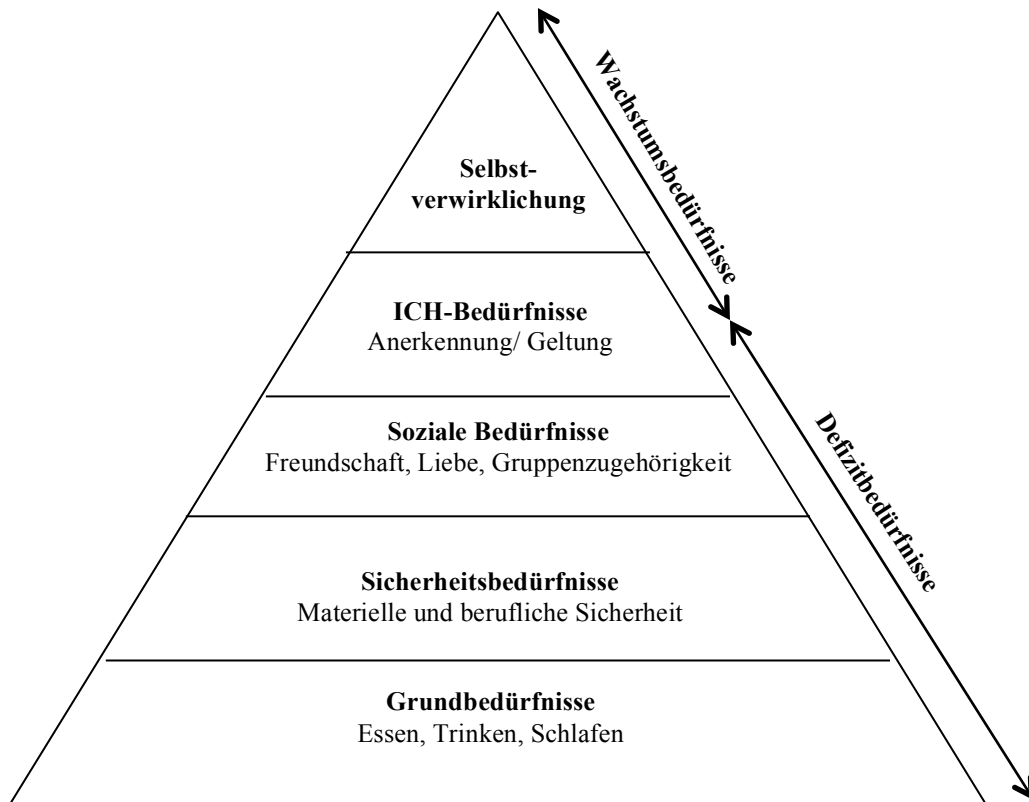 Selbst-
verwirklichung
ICH-Bedürfnisse
Anerkennung/ Geltung
Soziale Bedürfnisse
Freundschaft, Liebe, Gruppenzugehörigkeit
Sicherheitsbedürfnisse
Materielle und berufliche Sicherheit
Grundbedürfnisse
Essen, Trinken, Schlafen
Wachstumsbedürfnisse
Defizitbedürfnisse